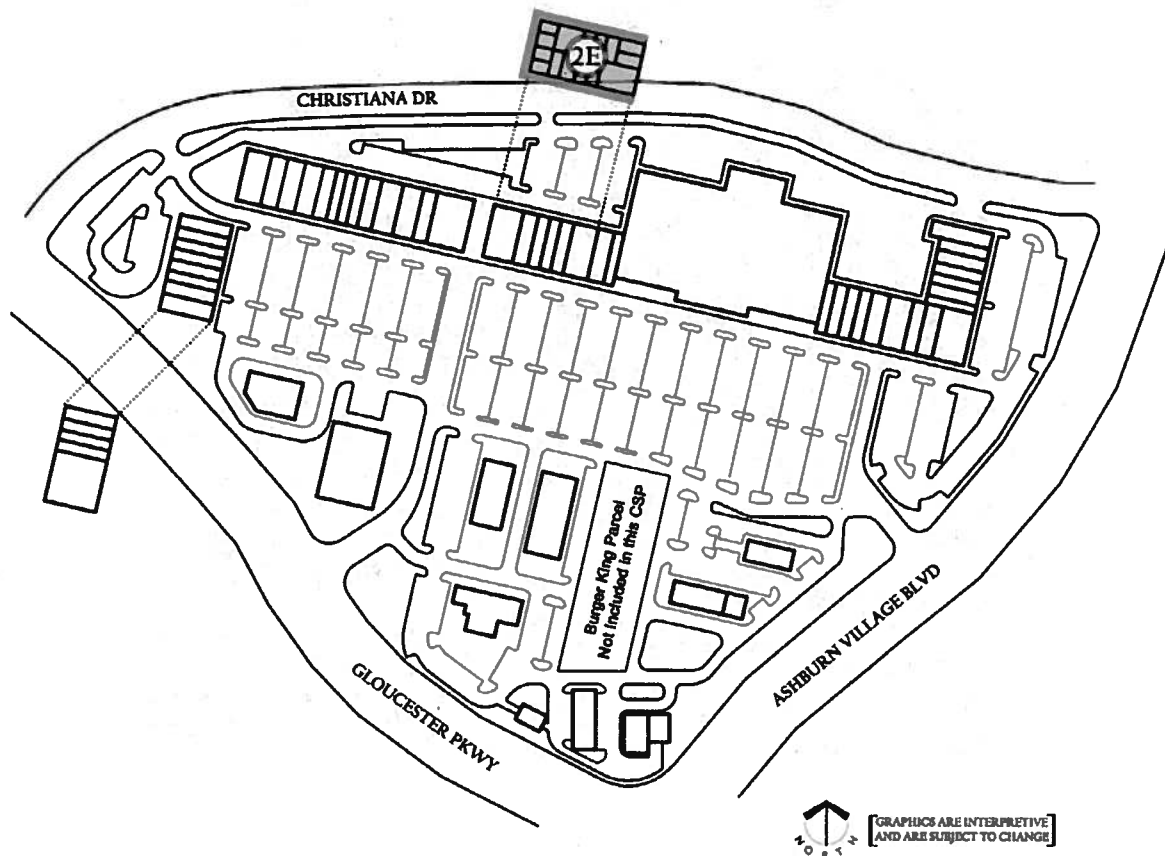 2E
CHRISTIANA DR
Burger King Parcel
Not Included in this CSP
ASHBURN VILLAGE BLVD
GLOUCESTER PKWY
NORTH
[GRAPHICS ARE INTERPRETIVE
AND ARE SUBJECT TO CHANGE]